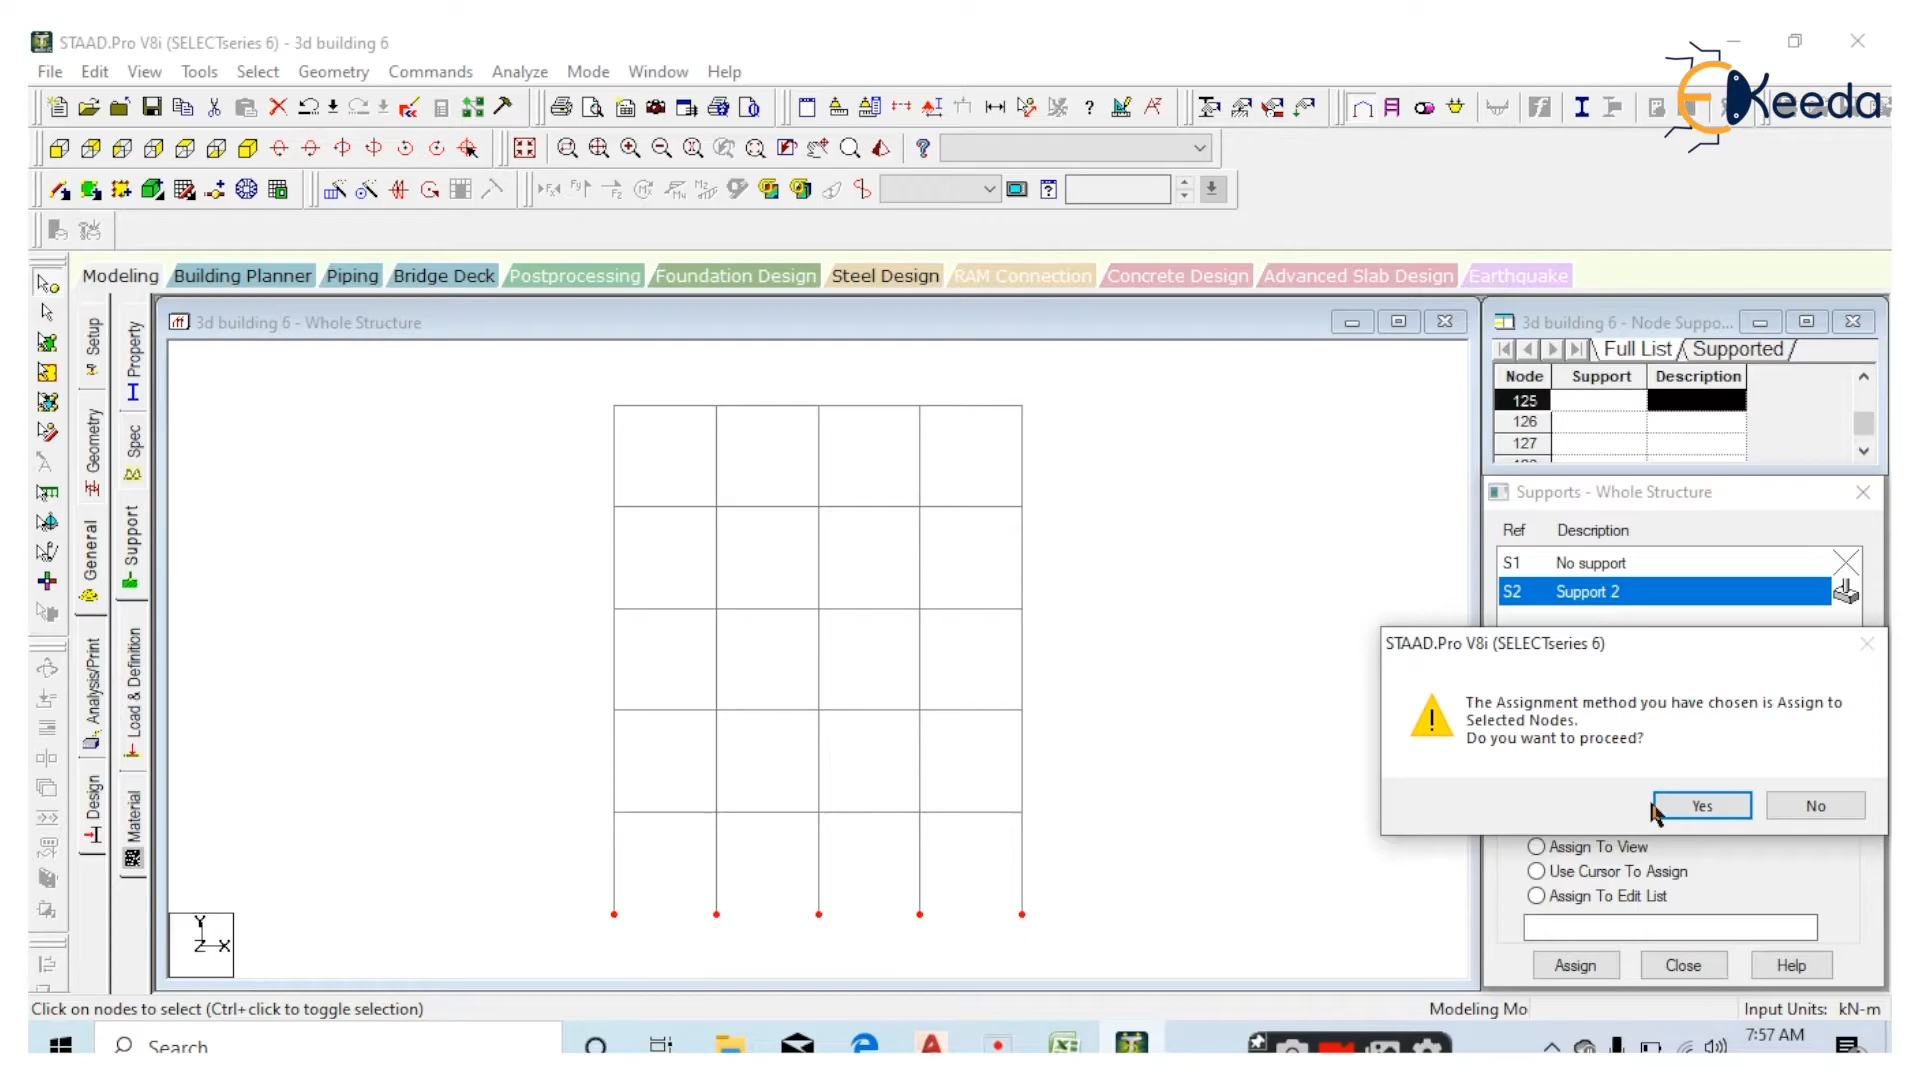 STAAD.Pro V8i (SELECTseries 6) - 3d building 6
File Edit View Tools Select Geometry Commands Analyze Mode Window Help
Keeda
Modeling Building Planner Piping Bridge Deck Postprocessing Foundation Design Steel Design RAM Connection Concrete Design Advanced Slab Design Earthquake
Setup
Geometry
General
Analysis/Print
Design
Property
Spec
Support
Load & Definition
Material
3d building 6 - Whole Structure
Y
Z X
3d building 6 - Node Suppo...
Full List Supported
Node Support Description
125
126
127
Supports - Whole Structure
Ref Description
S1 No support
S2 Support 2
STAAD.Pro V8i (SELECTseries 6)
The Assignment method you have chosen is Assign to
Selected Nodes.
Do you want to proceed?
Yes No
Assign To View
Use Cursor To Assign
Assign To Edit List
Assign Close Help
Click on nodes to select (Ctrl+click to toggle selection)
Modeling Mo
Input Units: kN-m
Search
7:57 AM